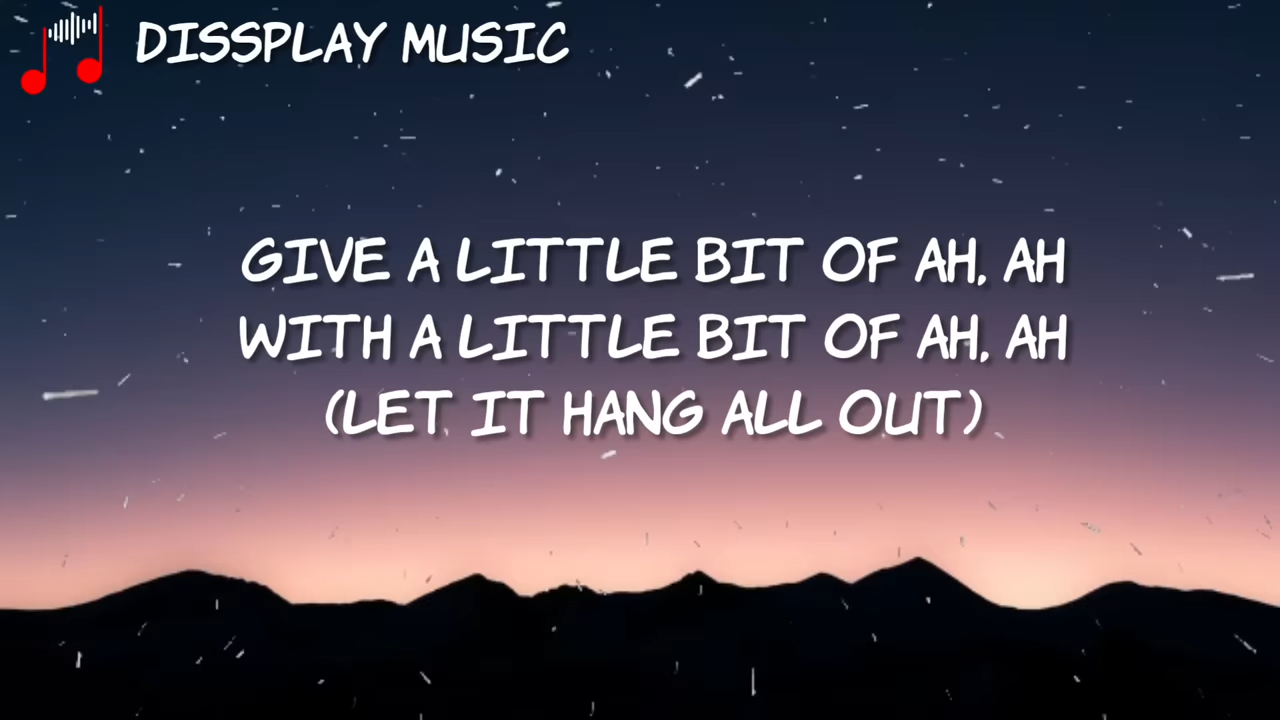 DISSPLAY MUSIC
GIVE A LITTLE BIT OF AH, AH
WITH A LITTLE BIT OF AH, AH
(LET IT HANG ALL OUT)